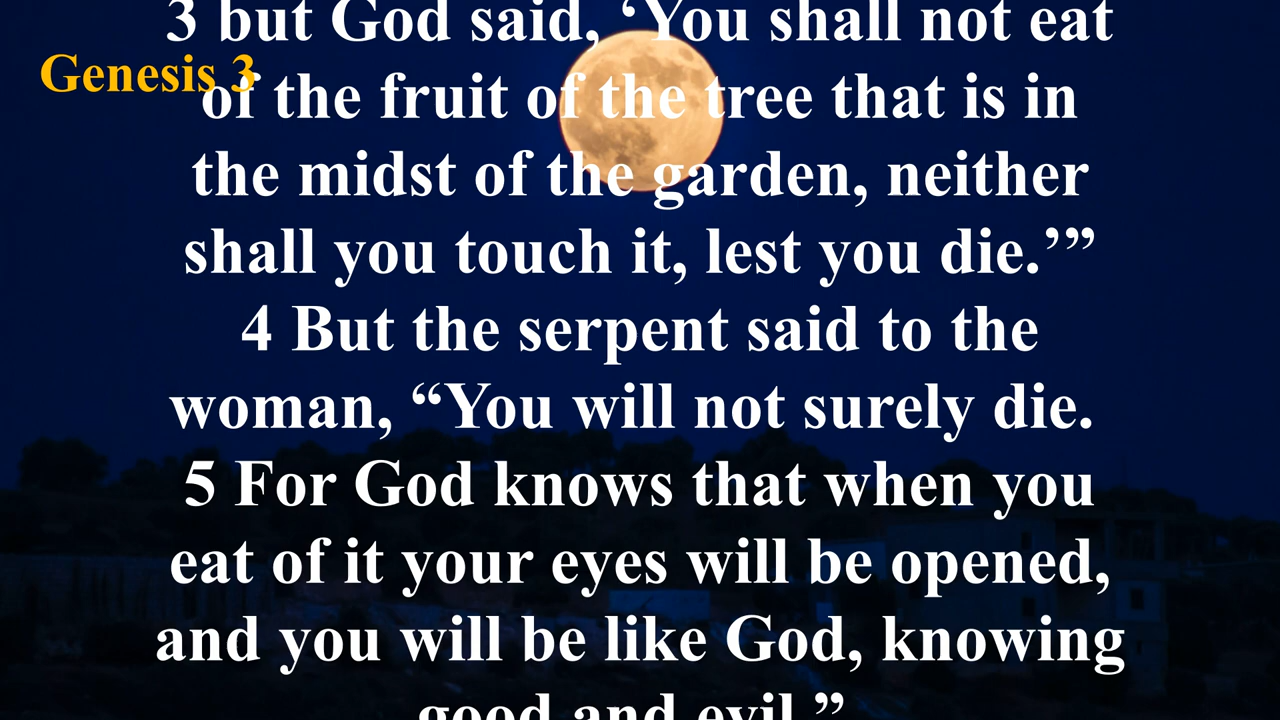 3 but God said, ‘You shall not eat
Genesis 3
of the fruit of the tree that is in
the midst of the garden, neither
shall you touch it, lest you die.’”
4 But the serpent said to the
woman, “You will not surely die.
5 For God knows that when you
eat of it your eyes will be opened,
and you will be like God, knowing
good and evil.”